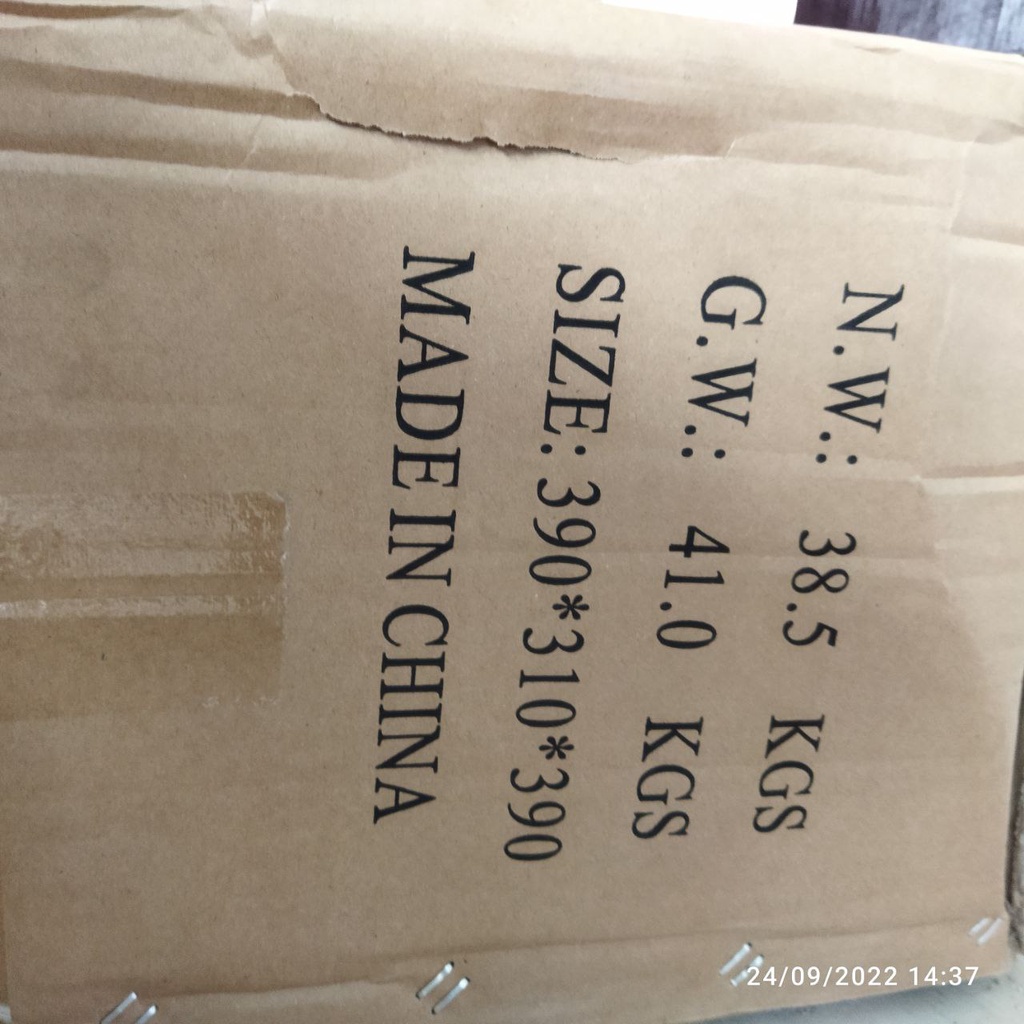 N.W.: 38.5 KGS
G.W.: 41.0 KGS
SIZE: 390*310*390
MADE IN CHINA
24/09/2022 14:37